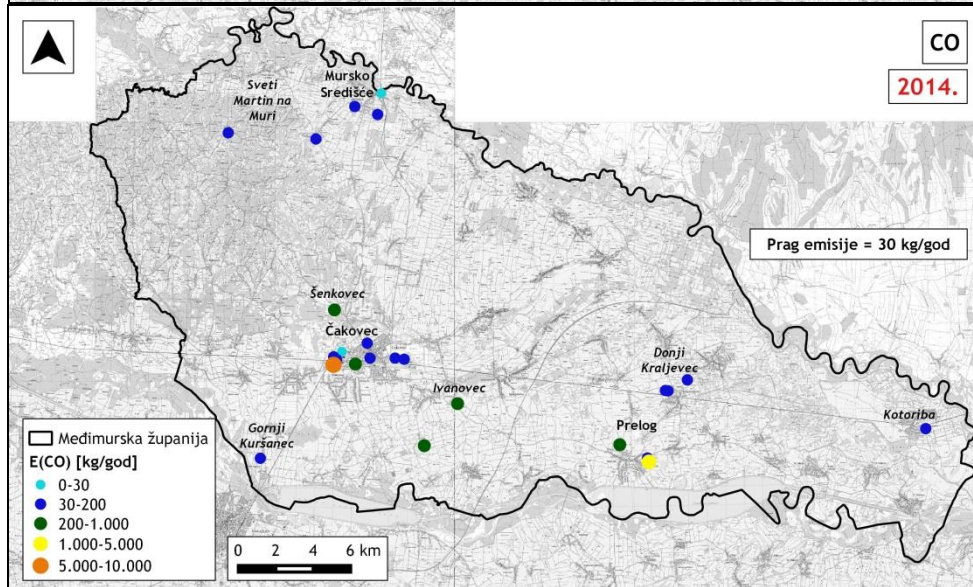 CO
2014.
Mursko
Središće
Sveti
Martin na
Muri
Prag emisije = 30 kg/god
Šenkovec
Čakovec
Donji
Kraljevec
Ivanovec
Kotoriba
Prelog
Gornji
Kuršanec
Međimurska županija
E(CO) [kg/god]
0-30
30-200
200-1.000
1.000-5.000
5.000-10.000
0 2 4 6 km